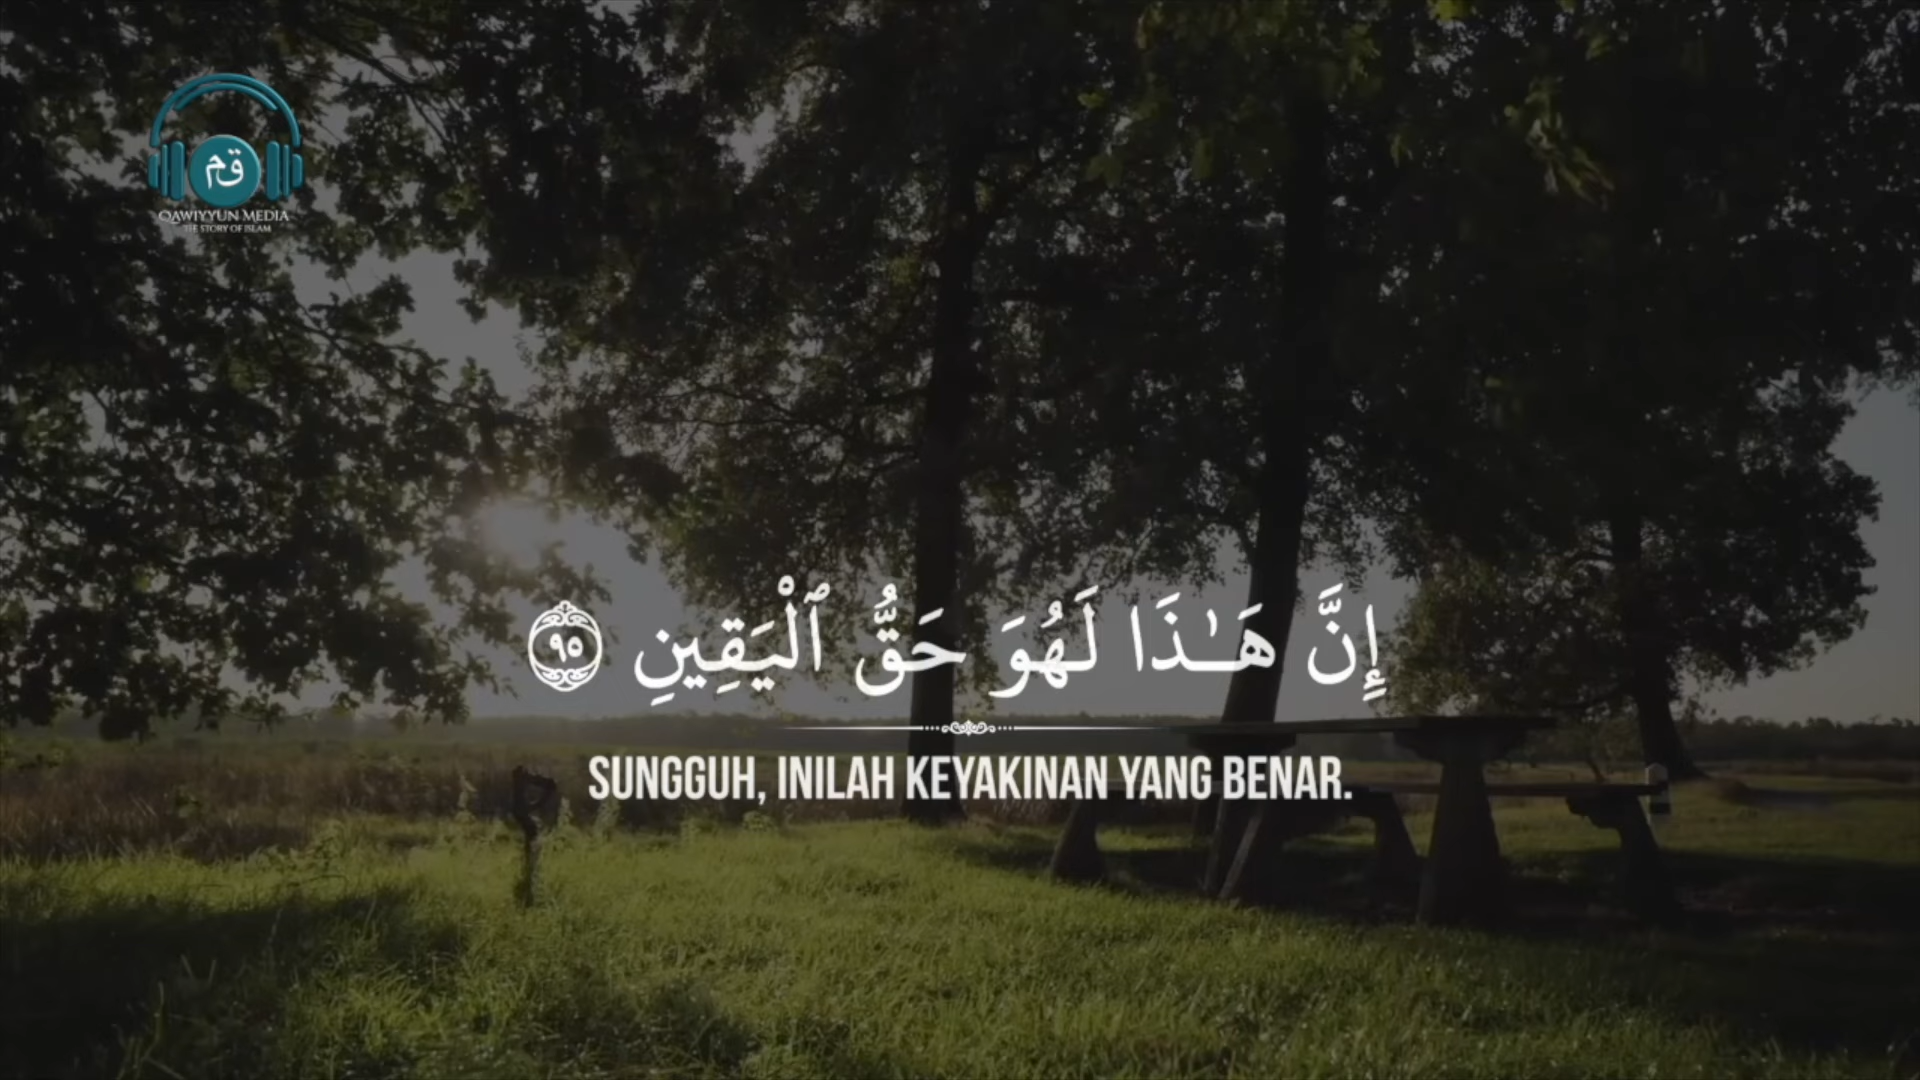 قم
QAWIYYUN MEDIA
THE STORY OF ISLAM
إِنَّ هَـٰذَا لَهُوَ حَقُّ ٱلْيَقِينِ ٩٥
SUNGGUH, INILAH KEYAKINAN YANG BENAR.